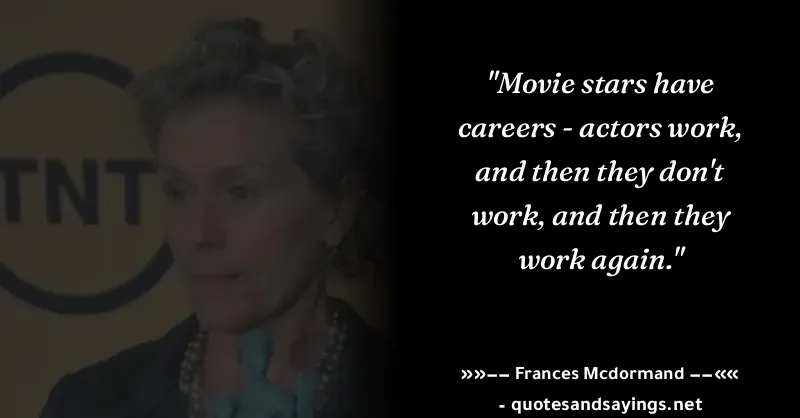 TNT
"Movie stars have
careers - actors work,
and then they don't
work, and then they
work again."
»»−− Frances Mcdormand −−««
- quotesandsayings.net